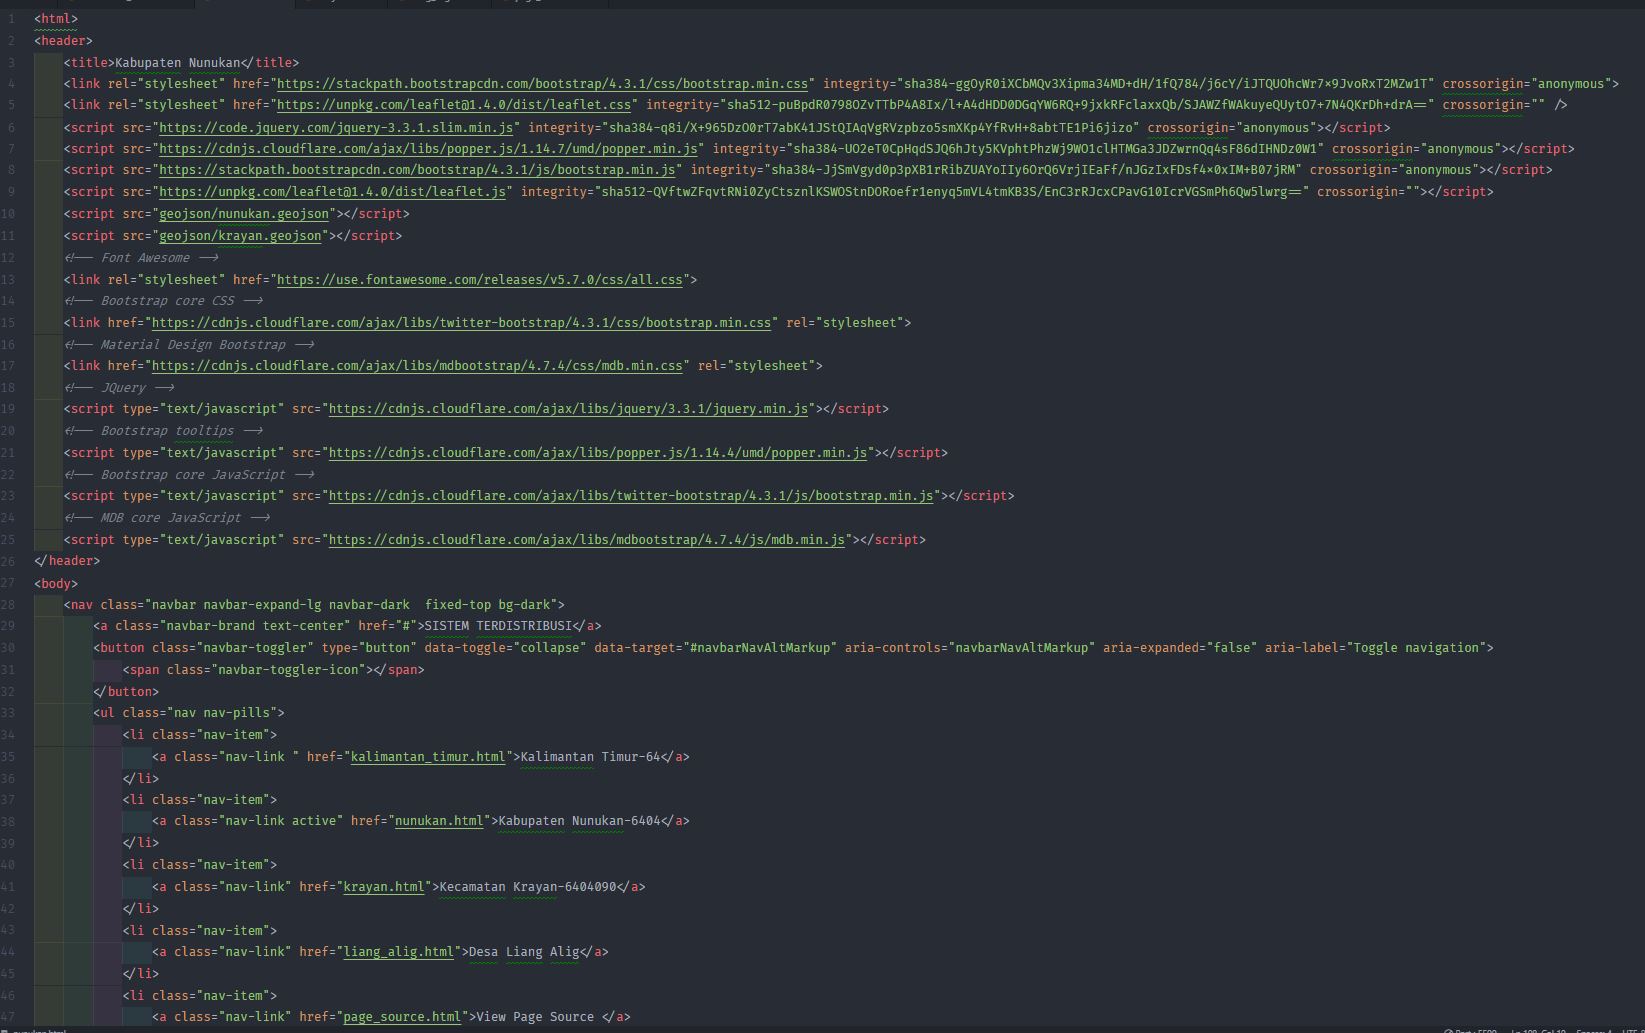 1 <html>
2 <header>
3 <title>Kabupaten Nunukan</title>
4 <link rel="stylesheet" href="https://stackpath.bootstrapcdn.com/bootstrap/4.3.1/css/bootstrap.min.css" integrity="sha384-ggOyR0iXCbMQv3Xipma34MD+dH/1fQ784/j6cY/iJTQUOhcWr7x9JvoRxT2MZw1T" crossorigin="anonymous">
5 <link rel="stylesheet" href="https://unpkg.com/leaflet@1.4.0/dist/leaflet.css" integrity="sha512-puBpdR0798OZvTTbP4A8Ix/l+A4dHDD0DGqYW6RQ+9jxkRFclaxxQb/SJAWZfWAkuyeQUytO7+7N4QKrDh+drA==" crossorigin="" />
6 <script src="https://code.jquery.com/jquery-3.3.1.slim.min.js" integrity="sha384-q8i/X+965DzO0rT7abK41JStQIAqVgRVzpbzo5smXKp4YfRvH+8abtTE1Pi6jizo" crossorigin="anonymous"></script>
7 <script src="https://cdnjs.cloudflare.com/ajax/libs/popper.js/1.14.7/umd/popper.min.js" integrity="sha384-UO2eT0CpHqdSJQ6hJty5KVphtPhzWj9WO1clHTMGa3JDZwrnQq4sF86dIHNDz0W1" crossorigin="anonymous"></script>
8 <script src="https://stackpath.bootstrapcdn.com/bootstrap/4.3.1/js/bootstrap.min.js" integrity="sha384-JjSmVgyd0p3pXB1rRibZUAYoIIy6OrQ6VrjIEaFf/nJGzIxFDsf4x0xIM+B07jRM" crossorigin="anonymous"></script>
9 <script src="https://unpkg.com/leaflet@1.4.0/dist/leaflet.js" integrity="sha512-QVftwZFqvtRNi0ZyCtsznlKSWOStnDORoefr1enyq5mVL4tmKB3S/EnC3rRJcxCPavG10IcrVGSmPh6Qw5lwrg==" crossorigin=""></script>
10 <script src="geojson/nunukan.geojson"></script>
11 <script src="geojson/krayan.geojson"></script>
12 <!-- Font Awesome -->
13 <link rel="stylesheet" href="https://use.fontawesome.com/releases/v5.7.0/css/all.css">
14 <!-- Bootstrap core CSS -->
15 <link href="https://cdnjs.cloudflare.com/ajax/libs/twitter-bootstrap/4.3.1/css/bootstrap.min.css" rel="stylesheet">
16 <!-- Material Design Bootstrap -->
17 <link href="https://cdnjs.cloudflare.com/ajax/libs/mdbootstrap/4.7.4/css/mdb.min.css" rel="stylesheet">
18 <!-- JQuery -->
19 <script type="text/javascript" src="https://cdnjs.cloudflare.com/ajax/libs/jquery/3.3.1/jquery.min.js"></script>
20 <!-- Bootstrap tooltips -->
21 <script type="text/javascript" src="https://cdnjs.cloudflare.com/ajax/libs/popper.js/1.14.4/umd/popper.min.js"></script>
22 <!-- Bootstrap core JavaScript -->
23 <script type="text/javascript" src="https://cdnjs.cloudflare.com/ajax/libs/twitter-bootstrap/4.3.1/js/bootstrap.min.js"></script>
24 <!-- MDB core JavaScript -->
25 <script type="text/javascript" src="https://cdnjs.cloudflare.com/ajax/libs/mdbootstrap/4.7.4/js/mdb.min.js"></script>
26 </header>
27 <body>
28 <nav class="navbar navbar-expand-lg navbar-dark  fixed-top bg-dark">
29 <a class="navbar-brand text-center" href="#">SISTEM TERDISTRIBUSI</a>
30 <button class="navbar-toggler" type="button" data-toggle="collapse" data-target="#navbarNavAltMarkup" aria-controls="navbarNavAltMarkup" aria-expanded="false" aria-label="Toggle navigation">
31 <span class="navbar-toggler-icon"></span>
32 </button>
33 <ul class="nav nav-pills">
34 <li class="nav-item">
35 <a class="nav-link " href="kalimantan_timur.html">Kalimantan Timur-64</a>
36 </li>
37 <li class="nav-item">
38 <a class="nav-link active" href="nunukan.html">Kabupaten Nunukan-6404</a>
39 </li>
40 <li class="nav-item">
41 <a class="nav-link" href="krayan.html">Kecamatan Krayan-6404090</a>
42 </li>
43 <li class="nav-item">
44 <a class="nav-link" href="liang_alig.html">Desa Liang Alig</a>
45 </li>
46 <li class="nav-item">
47 <a class="nav-link" href="page_source.html">View Page Source </a>